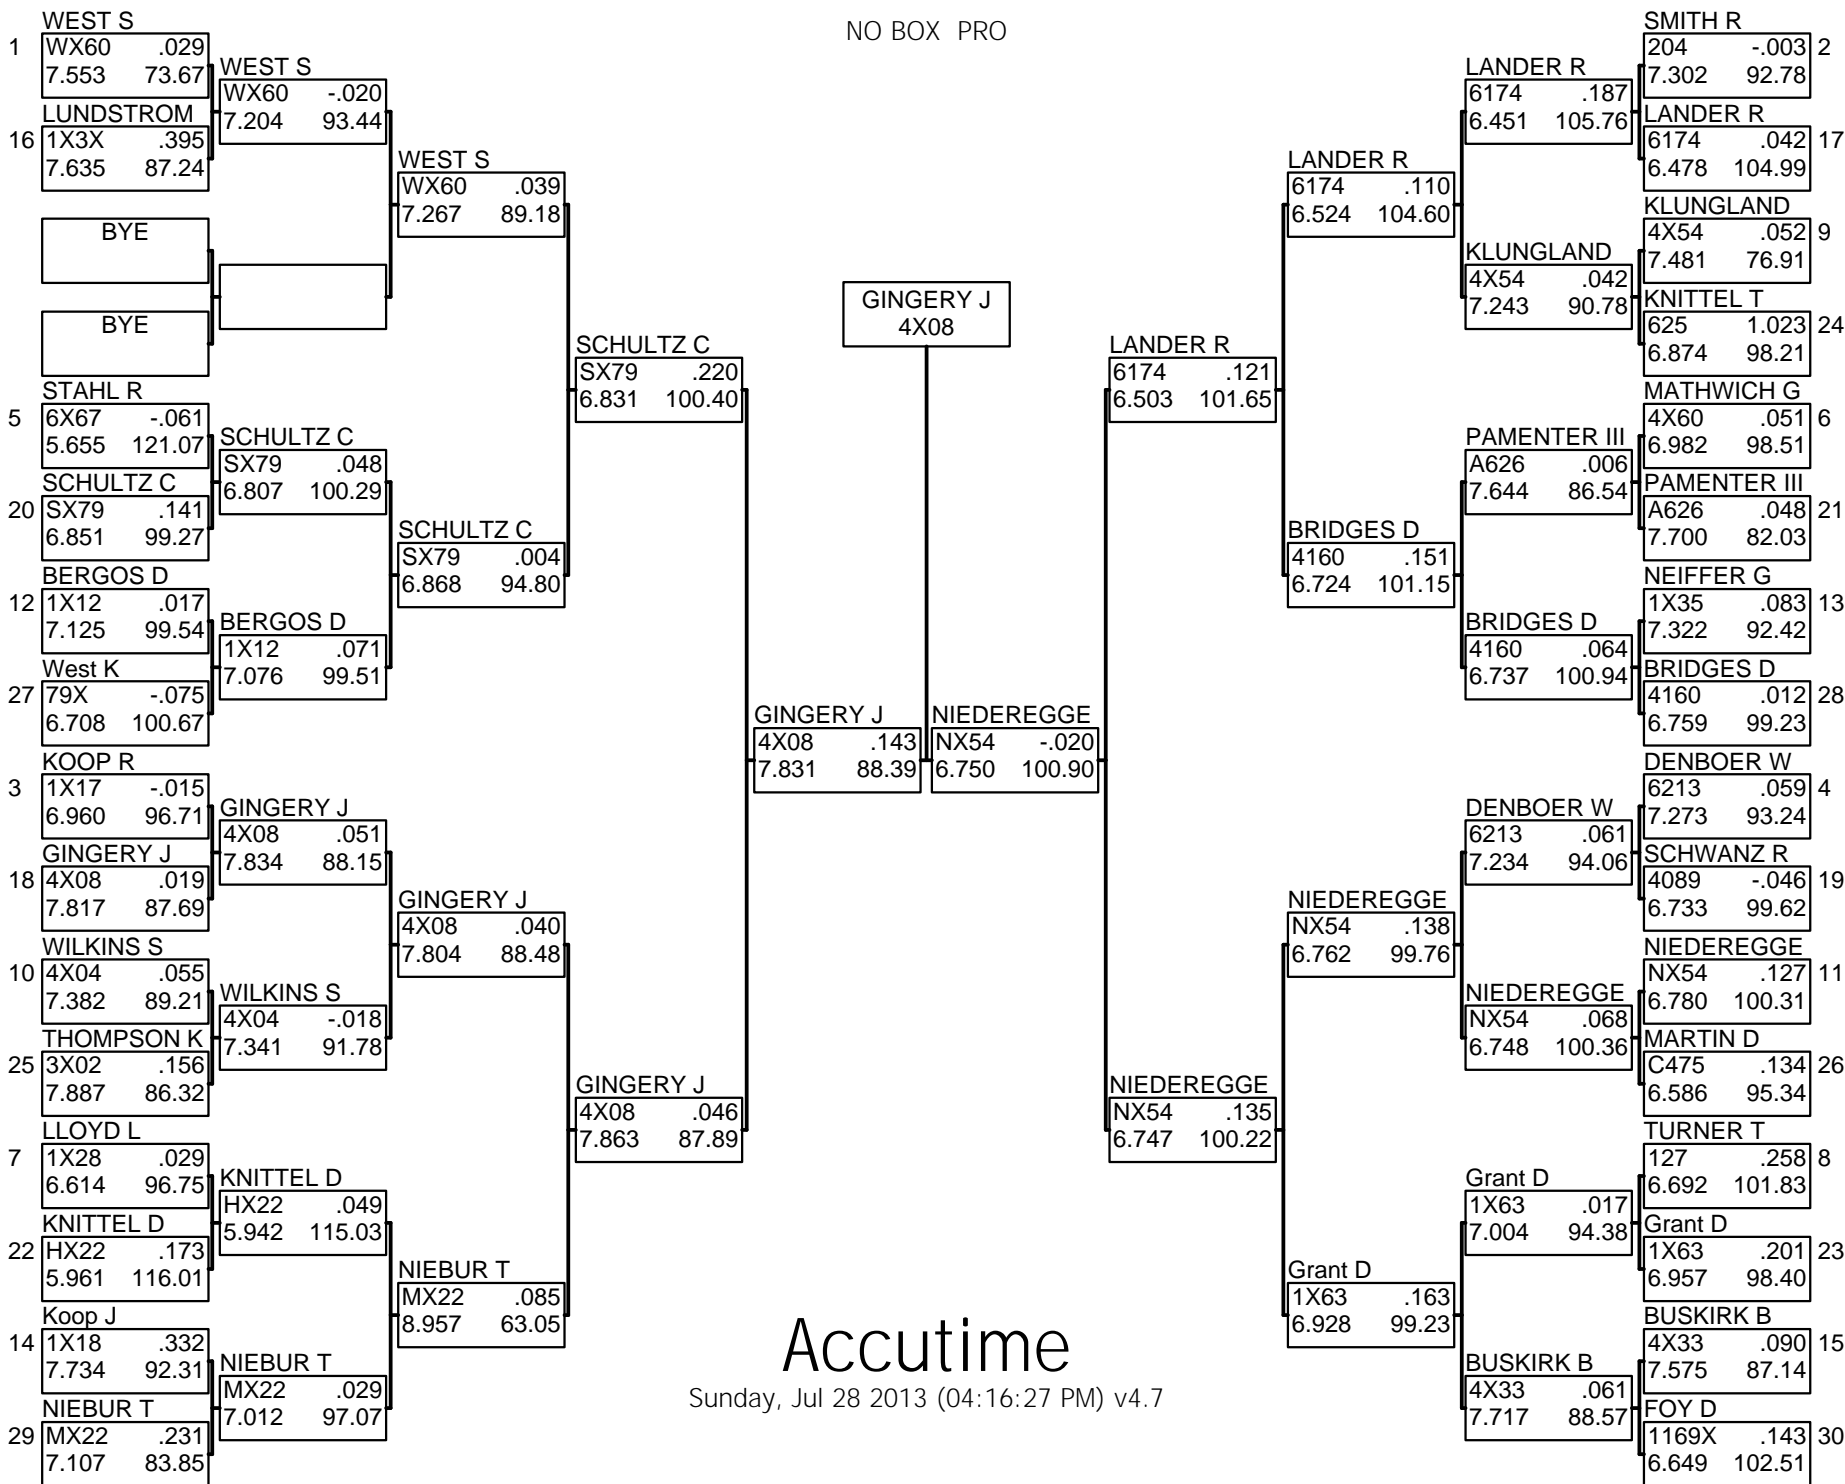 NO BOX PRO
WEST S
1 WX60 .029
7.553 73.67
LUNDSTROM
16 1X3X .395
7.635 87.24
BYE
BYE
STAHL R
5 6X67 -.061
5.655 121.07
SCHULTZ C
20 SX79 .141
6.851 99.27
BERGOS D
12 1X12 .017
7.125 99.54
West K
27 79X -.075
6.708 100.67
KOOP R
3 1X17 -.015
6.960 96.71
GINGERY J
18 4X08 .019
7.817 87.69
WILKINS S
10 4X04 .055
7.382 89.21
THOMPSON K
25 3X02 .156
7.887 86.32
LLOYD L
7 1X28 .029
6.614 96.75
KNITTEL D
22 HX22 .173
5.961 116.01
Koop J
14 1X18 .332
7.734 92.31
NIEBUR T
29 MX22 .231
7.107 83.85
WEST S
WX60 -.020
7.204 93.44
SCHULTZ C
SX79 .048
6.807 100.29
BERGOS D
1X12 .071
7.076 99.51
GINGERY J
4X08 .051
7.834 88.15
WILKINS S
4X04 -.018
7.341 91.78
KNITTEL D
HX22 .049
5.942 115.03
NIEBUR T
MX22 .029
7.012 97.07
WEST S
WX60 .039
7.267 89.18
SCHULTZ C
SX79 .004
6.868 94.80
GINGERY J
4X08 .040
7.804 88.48
NIEBUR T
MX22 .085
8.957 63.05
SCHULTZ C
SX79 .220
6.831 100.40
GINGERY J
4X08 .046
7.863 87.89
GINGERY J
4X08 .143
7.831 88.39
GINGERY J
4X08
NIEDEREGGE
NX54 -.020
6.750 100.90
LANDER R
6174 .121
6.503 101.65
NIEDEREGGE
NX54 .135
6.747 100.22
LANDER R
6174 .110
6.524 104.60
BRIDGES D
4160 .151
6.724 101.15
NIEDEREGGE
NX54 .138
6.762 99.76
Grant D
1X63 .163
6.928 99.23
LANDER R
6174 .187
6.451 105.76
KLUNGLAND
4X54 .042
7.243 90.78
PAMENTER III
A626 .006
7.644 86.54
BRIDGES D
4160 .064
6.737 100.94
DENBOER W
6213 .061
7.234 94.06
NIEDEREGGE
NX54 .068
6.748 100.36
Grant D
1X63 .017
7.004 94.38
BUSKIRK B
4X33 .061
7.717 88.57
SMITH R
204 -.003 2
7.302 92.78
LANDER R
6174 .042 17
6.478 104.99
KLUNGLAND
4X54 .052 9
7.481 76.91
KNITTEL T
625 1.023 24
6.874 98.21
MATHWICH G
4X60 .051 6
6.982 98.51
PAMENTER III
A626 .048 21
7.700 82.03
NEIFFER G
1X35 .083 13
7.322 92.42
BRIDGES D
4160 .012 28
6.759 99.23
DENBOER W
6213 .059 4
7.273 93.24
SCHWANZ R
4089 -.046 19
6.733 99.62
NIEDEREGGE
NX54 .127 11
6.780 100.31
MARTIN D
C475 .134 26
6.586 95.34
TURNER T
127 .258 8
6.692 101.83
Grant D
1X63 .201 23
6.957 98.40
BUSKIRK B
4X33 .090 15
7.575 87.14
FOY D
1169X .143 30
6.649 102.51
Accutime
Sunday, Jul 28 2013 (04:16:27 PM) v4.7